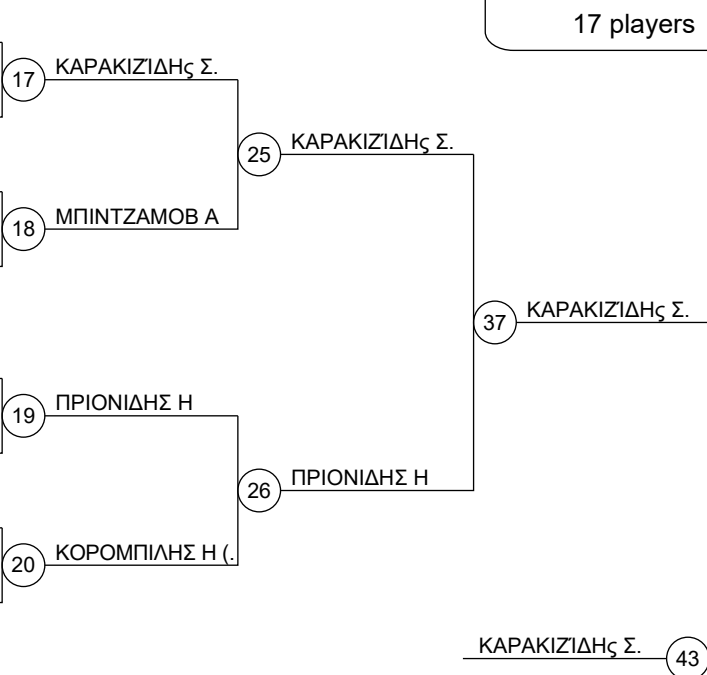 17 players
17 ΚΑΡΑΚΙΖΊΔΗς Σ.
25 ΚΑΡΑΚΙΖΊΔΗς Σ.
18 ΜΠΙΝΤΖΑΜΟΒ Α
37 ΚΑΡΑΚΙΖΊΔΗς Σ.
19 ΠΡΙΟΝΙΔΗΣ Η
26 ΠΡΙΟΝΙΔΗΣ Η
20 ΚΟΡΟΜΠΙΛΗΣ Η (.
ΚΑΡΑΚΙΖΊΔΗς Σ. 43